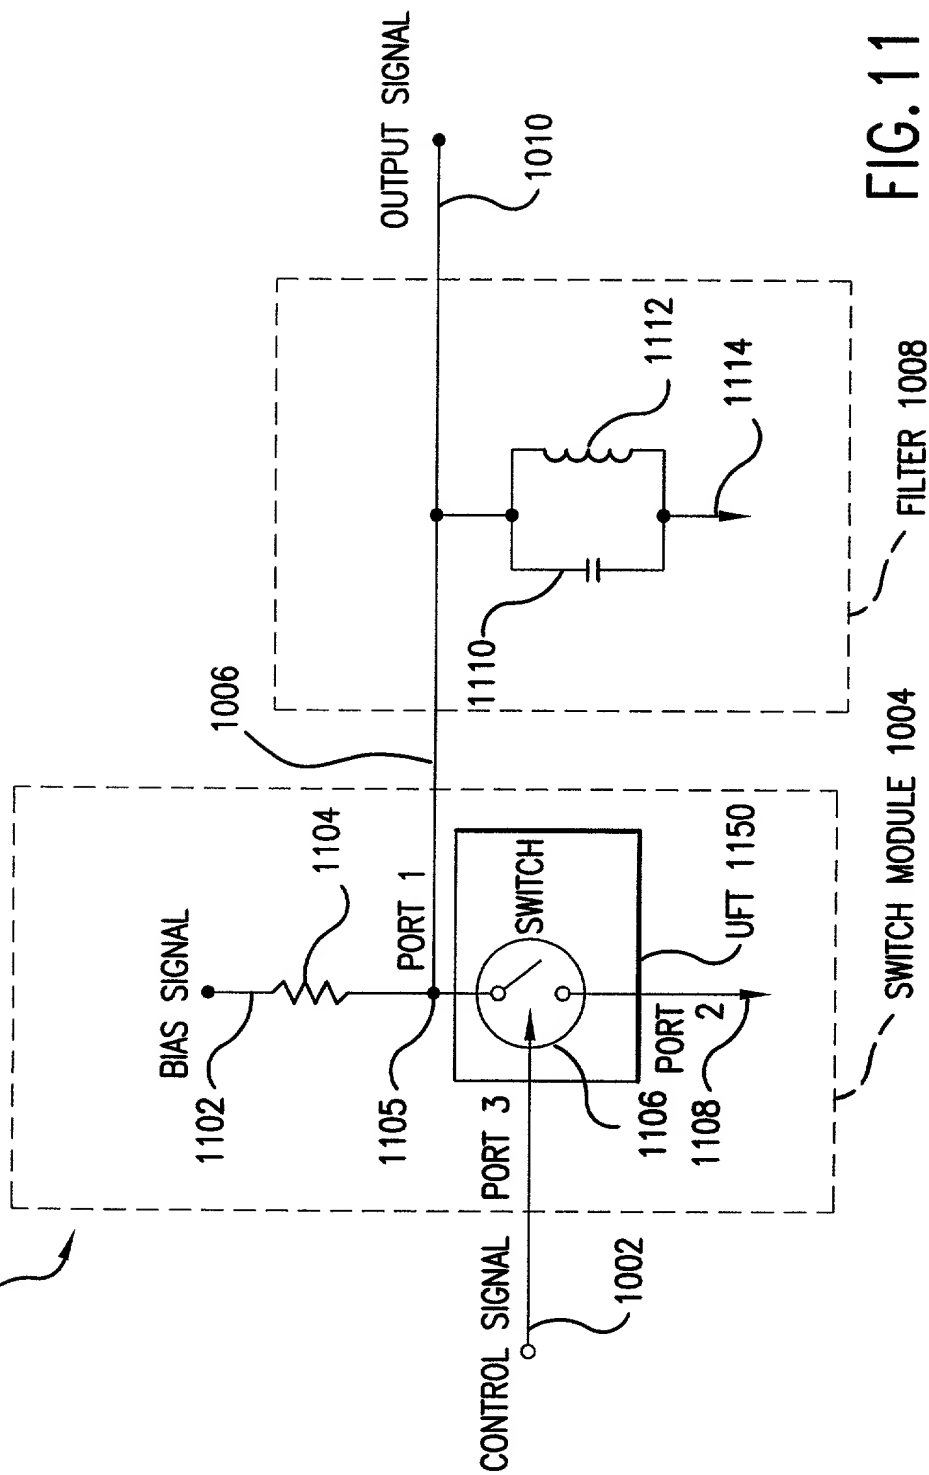 BIAS SIGNAL
1102
1104
1105
PORT 1
1006
OUTPUT SIGNAL
1010
CONTROL SIGNAL
1002
PORT 3
SWITCH
1106
PORT
2
1108
UFT 1150
SWITCH MODULE 1004
1110
1112
1114
FILTER 1008
FIG. 11